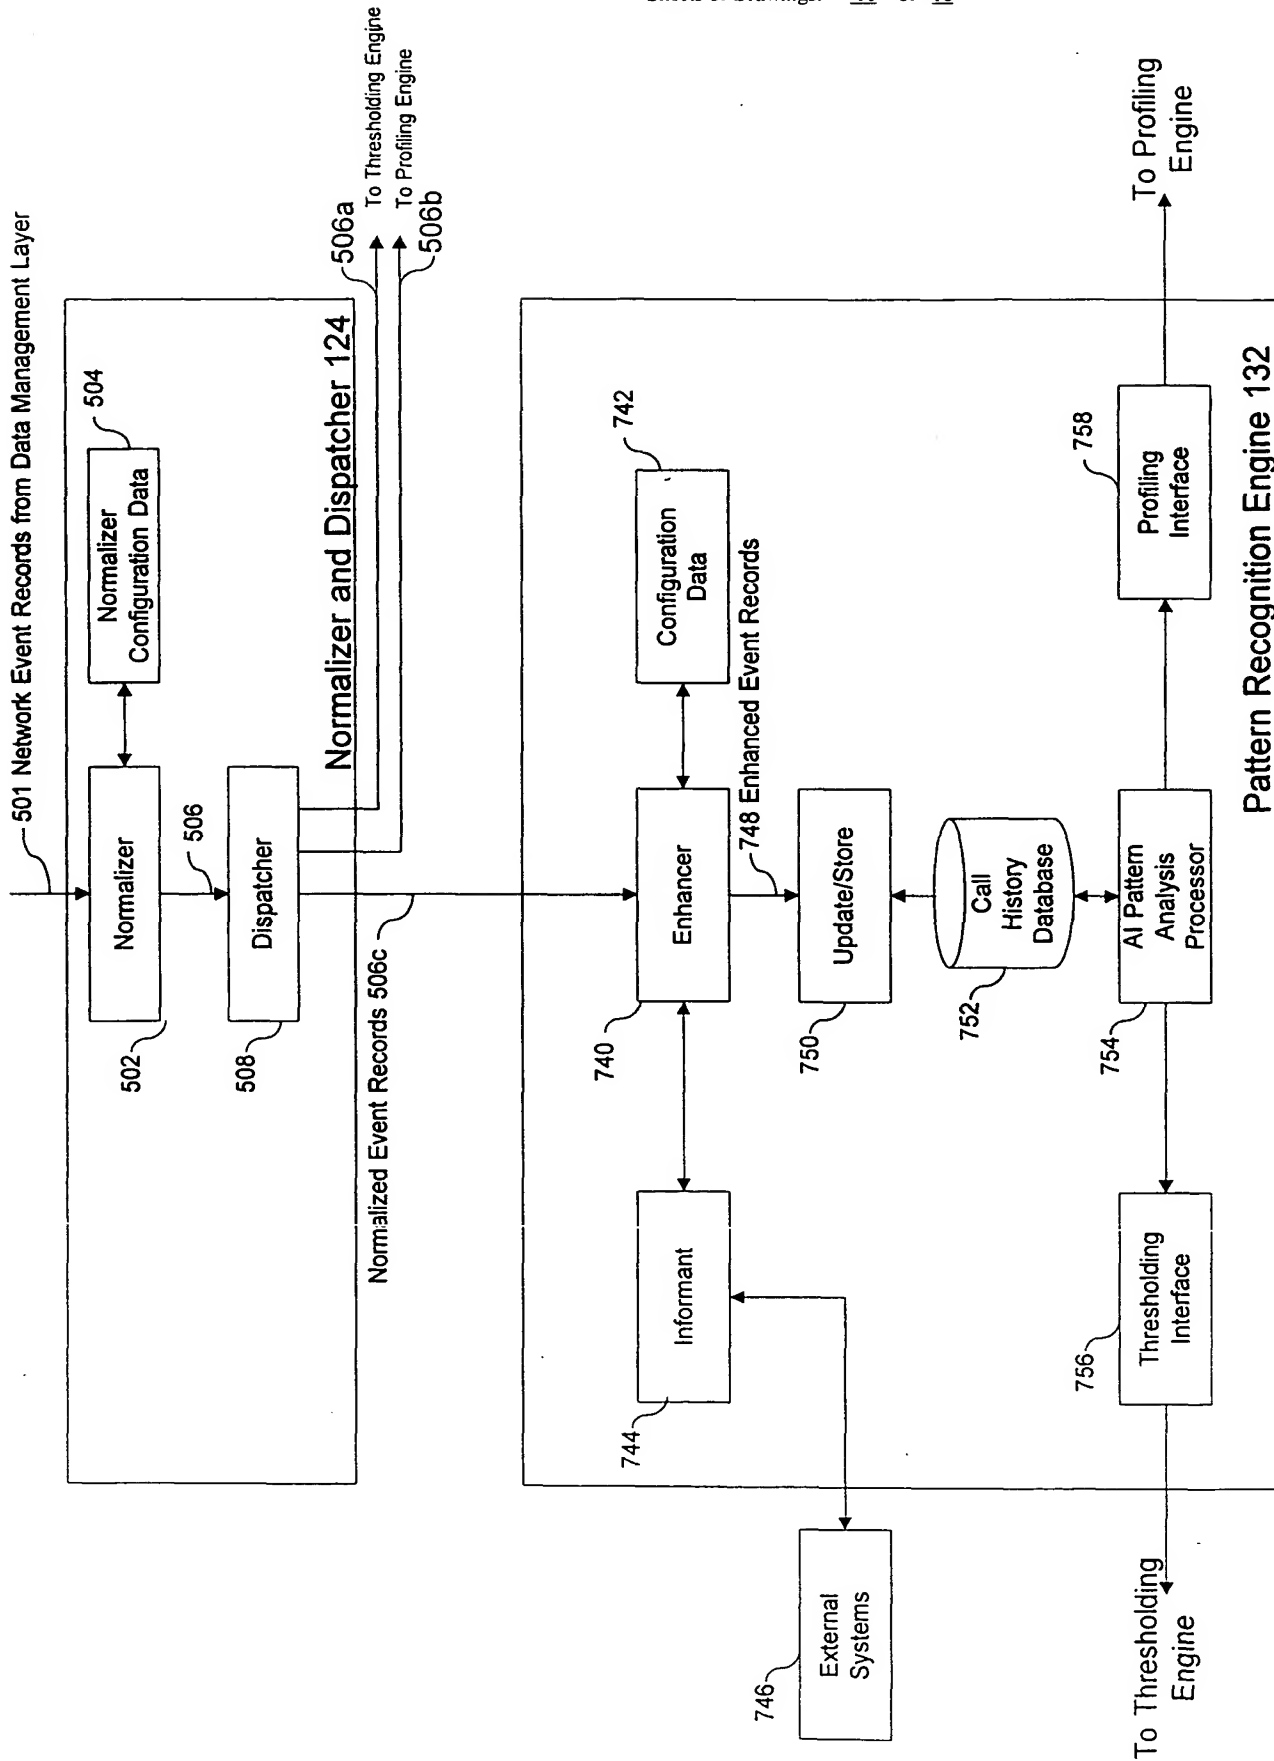 501 Network Event Records from Data Management Layer
Normalizer
Configuration Data
504
Normalizer
502
506
Dispatcher
508
Normalizer and Dispatcher 124
506a
To Thresholding Engine
To Profiling Engine
506b
Normalized Event Records 506c
Enhancer
740
Configuration
Data
742
Informant
744
External
Systems
746
748 Enhanced Event Records
Update/Store
750
Call
History
Database
752
AI Pattern
Analysis
Processor
754
Thresholding
Interface
756
To Thresholding
Engine
Profiling
Interface
758
To Profiling
Engine
Pattern Recognition Engine 132